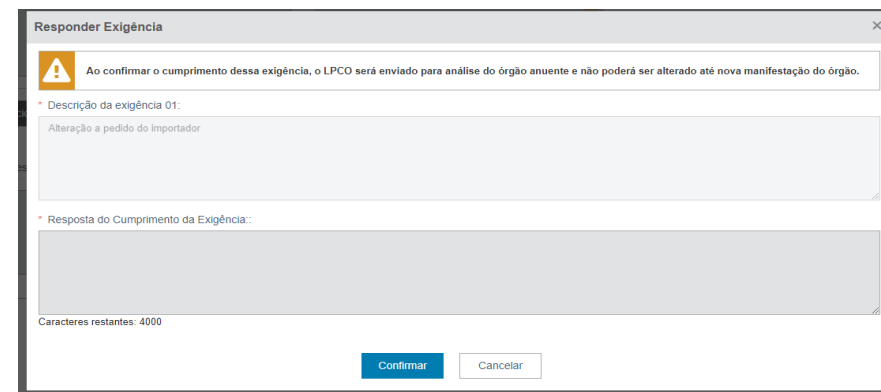 Responder Exigência
Ao confirmar o cumprimento dessa exigência, o LPCO será enviado para análise do órgão anuente e não poderá ser alterado até nova manifestação do órgão.
* Descrição da exigência 01:
Alteração a pedido do importador
* Resposta do Cumprimento da Exigência::
Caracteres restantes: 4000
Confirmar Cancelar